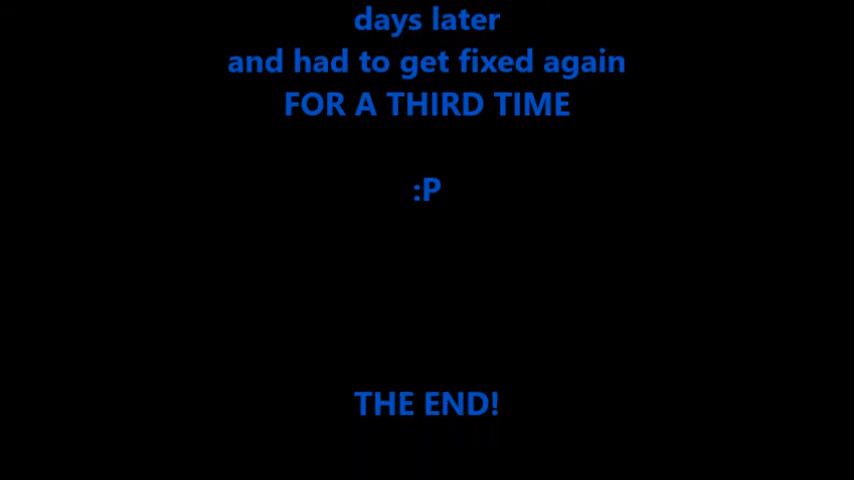 days later
and had to get fixed again
FOR A THIRD TIME
:P
THE END!